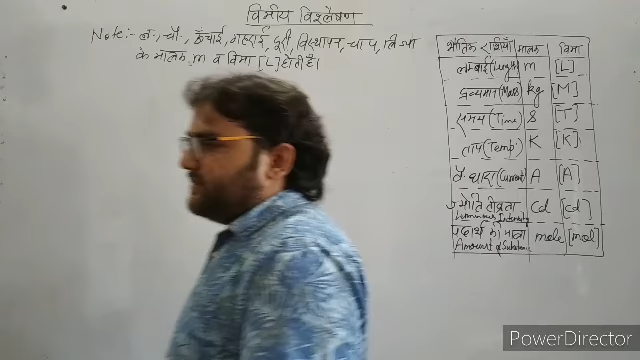 विमीय विश्लेषण
Note:- ल॰, चौ॰, ऊँचाई, गहराई, दूरी, विस्थापन, चाप, त्रिज्या
के मात्रक m व विमा [L] होती है।
भौतिक राशियाँ मात्रक विमा
लम्बाई (Length) m [L]
द्रव्यमान (Mass) kg [M]
समय (Time) s [T]
ताप (Temp.) K [K]
वै. धारा (Current) A [A]
ज्योति तीव्रता Cd [Cd]
Luminous Intensity
पदार्थ की मात्रा mole [mol]
Amount of Substance
PowerDirector